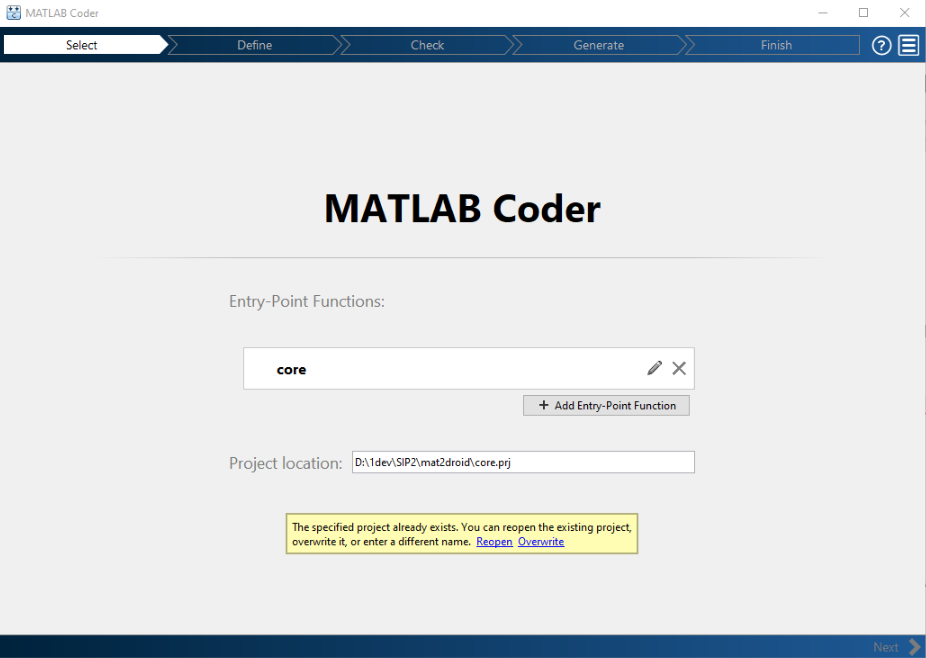 MATLAB Coder
Select
Define
Check
Generate
Finish
?
MATLAB Coder
Entry-Point Functions:
core
+ Add Entry-Point Function
Project location: D:\1dev\SIP2\mat2droid\core.prj
The specified project already exists. You can reopen the existing project,
overwrite it, or enter a different name. Reopen Overwrite
Next